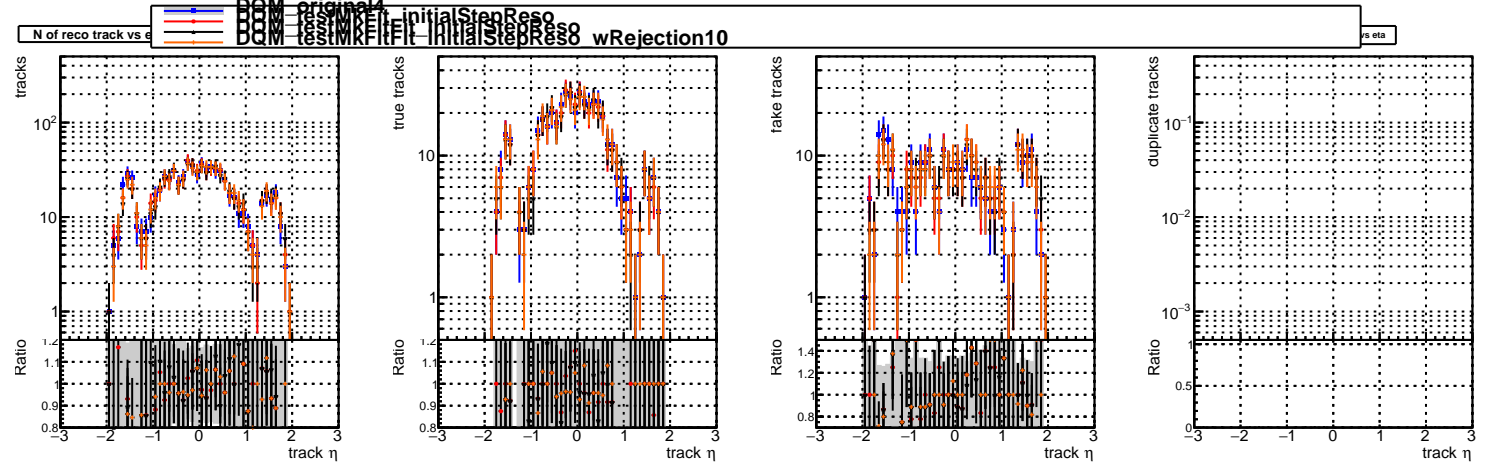 DQM_original4
DQM_testMkFit_initialStepReso
DQM_testMkFitFit_initialStepReso
DQM_testMkFitFit_initialStepReso_wRejection10
N of reco track vs e
vs eta
tracks
10²
10
1
Ratio
1.2
1.1
1
0.9
0.8
−3 −2 −1 0 1 2 3
track η
true tracks
10
1
Ratio
1.2
1.1
1
0.9
0.8
−3 −2 −1 0 1 2 3
track η
fake tracks
10
1
Ratio
1.4
1.2
1
0.8
−3 −2 −1 0 1 2 3
track η
duplicate tracks
10⁻¹
10⁻²
10⁻³
Ratio
1
0.5
0
−3 −2 −1 0 1 2 3
track η